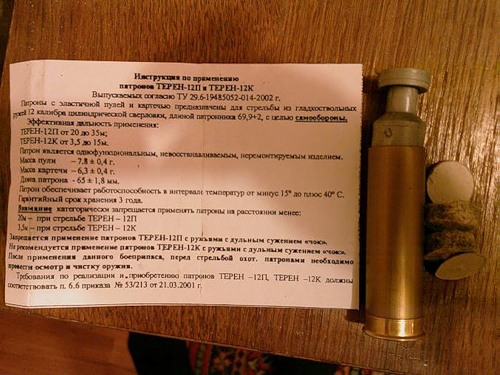 Инструкция по применению
патронов ТЕРЕН-12П и ТЕРЕН-12К
Выпускаемых согласно ТУ 29.6-19485052-014-2002 г.
Патроны с эластичной пулей и картечью предназначены для стрельбы из гладкоствольных
ружей 12 калибра цилиндрической сверловки, длиной патронника 69,9+2, с целью самообороны.
Эффективная дальность применения:
ТЕРЕН-12П от 20 до 35м;
ТЕРЕН-12К от 3,5 до 15м.
Патрон является однофункциональным, невосстанавливаемым, неремонтируемым изделием.
Масса пули – 7.8 ± 0,4 г.
Масса картечи – 6,3 ± 0,4 г.
Длина патрона - 65 ± 1,8 мм.
Патрон обеспечивает работоспособность в интервале температур от минус 15° до плюс 40° С.
Гарантийный срок хранения 3 года.
Внимание категорически запрещается применять патроны на расстоянии менее:
20м – при стрельбе ТЕРЕН – 12П
3,5м – при стрельбе ТЕРЕН – 12К
Запрещается применение патронов ТЕРЕН-12П с ружьями с дульным сужением «чок».
Не рекомендуется применение патронов ТЕРЕН-12К с ружьями с дульным сужением «чок».
После применения данного боеприпаса, перед стрельбой охот. патронами необходимо
провести осмотр и чистку оружия.
Требования по реализации и приобретению патронов ТЕРЕН –12П, ТЕРЕН –12К должны
соответствовать п. 6.6 приказа № 53/213 от 21.03.2001 г.